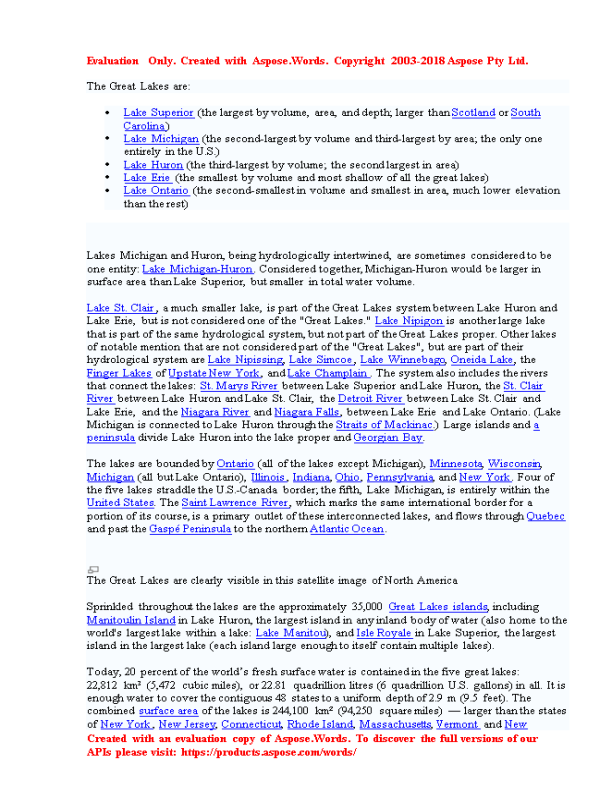 Evaluation Only. Created with Aspose.Words. Copyright 2003-2018 Aspose Pty Ltd.
The Great Lakes are:
• Lake Superior (the largest by volume, area, and depth; larger than Scotland or South
Carolina)
• Lake Michigan (the second-largest by volume and third-largest by area; the only one
entirely in the U.S.)
• Lake Huron (the third-largest by volume; the second largest in area)
• Lake Erie (the smallest by volume and most shallow of all the great lakes)
• Lake Ontario (the second-smallest in volume and smallest in area, much lower elevation
than the rest)
Lakes Michigan and Huron, being hydrologically intertwined, are sometimes considered to be
one entity: Lake Michigan-Huron. Considered together, Michigan-Huron would be larger in
surface area than Lake Superior, but smaller in total water volume.
Lake St. Clair, a much smaller lake, is part of the Great Lakes system between Lake Huron and
Lake Erie, but is not considered one of the "Great Lakes." Lake Nipigon is another large lake
that is part of the same hydrological system, but not part of the Great Lakes proper. Other lakes
of notable mention that are not considered part of the "Great Lakes", but are part of their
hydrological system are Lake Nipissing, Lake Simcoe, Lake Winnebago, Oneida Lake, the
Finger Lakes of Upstate New York, and Lake Champlain. The system also includes the rivers
that connect the lakes: St. Marys River between Lake Superior and Lake Huron, the St. Clair
River between Lake Huron and Lake St. Clair, the Detroit River between Lake St. Clair and
Lake Erie, and the Niagara River and Niagara Falls, between Lake Erie and Lake Ontario. (Lake
Michigan is connected to Lake Huron through the Straits of Mackinac.) Large islands and a
peninsula divide Lake Huron into the lake proper and Georgian Bay.
The lakes are bounded by Ontario (all of the lakes except Michigan), Minnesota, Wisconsin,
Michigan (all but Lake Ontario), Illinois, Indiana, Ohio, Pennsylvania, and New York. Four of
the five lakes straddle the U.S.-Canada border; the fifth, Lake Michigan, is entirely within the
United States. The Saint Lawrence River, which marks the same international border for a
portion of its course, is a primary outlet of these interconnected lakes, and flows through Quebec
and past the Gaspé Peninsula to the northern Atlantic Ocean.
The Great Lakes are clearly visible in this satellite image of North America
Sprinkled throughout the lakes are the approximately 35,000 Great Lakes islands, including
Manitoulin Island in Lake Huron, the largest island in any inland body of water (also home to the
world's largest lake within a lake: Lake Manitou), and Isle Royale in Lake Superior, the largest
island in the largest lake (each island large enough to itself contain multiple lakes).
Today, 20 percent of the world's fresh surface water is contained in the five great lakes:
22,812 km³ (5,472 cubic miles), or 22.81 quadrillion litres (6 quadrillion U.S. gallons) in all. It is
enough water to cover the contiguous 48 states to a uniform depth of 2.9 m (9.5 feet). The
combined surface area of the lakes is 244,100 km² (94,250 square miles) — larger than the states
of New York, New Jersey, Connecticut, Rhode Island, Massachusetts, Vermont, and New
Created with an evaluation copy of Aspose.Words. To discover the full versions of our
APIs please visit: https://products.aspose.com/words/